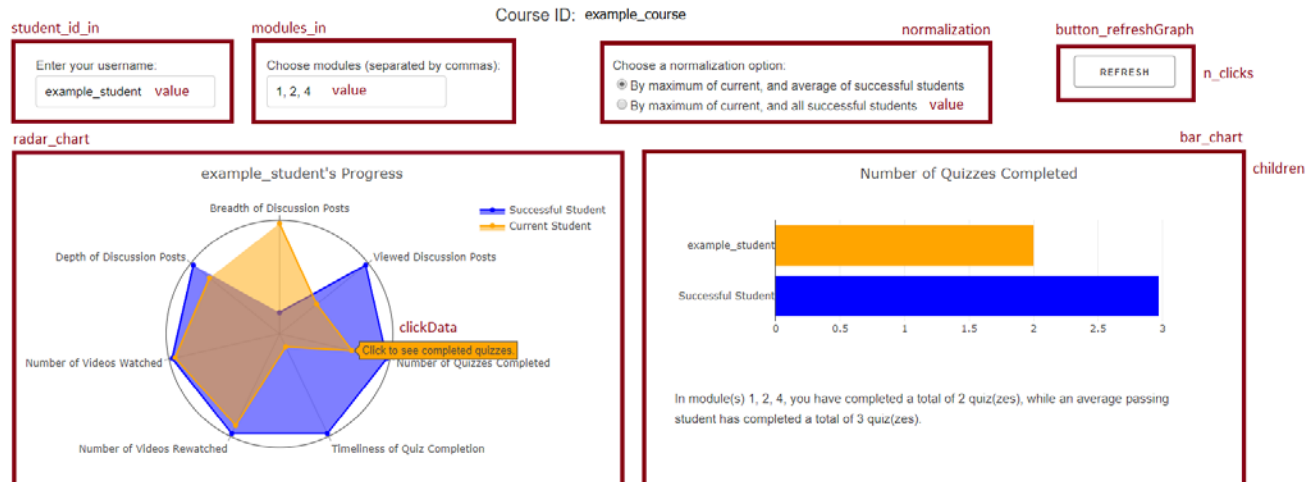 Course ID: example_course
student_id_in
modules_in
normalization
button_refreshGraph
Enter your username:
example_student value
Choose modules (separated by commas):
1, 2, 4 value
Choose a normalization option:
By maximum of current, and average of successful students
By maximum of current, and all successful students value
REFRESH
n_clicks
radar_chart
example_student's Progress
Breadth of Discussion Posts
Successful Student
Current Student
Depth of Discussion Posts
Viewed Discussion Posts
clickData
Click to see completed quizzes.
Number of Videos Watched
Number of Quizzes Completed
Number of Videos Rewatched
Timeliness of Quiz Completion
bar_chart
children
Number of Quizzes Completed
example_student
Successful Student
0 0.5 1 1.5 2 2.5 3
In module(s) 1, 2, 4, you have completed a total of 2 quiz(zes), while an average passing
student has completed a total of 3 quiz(zes).